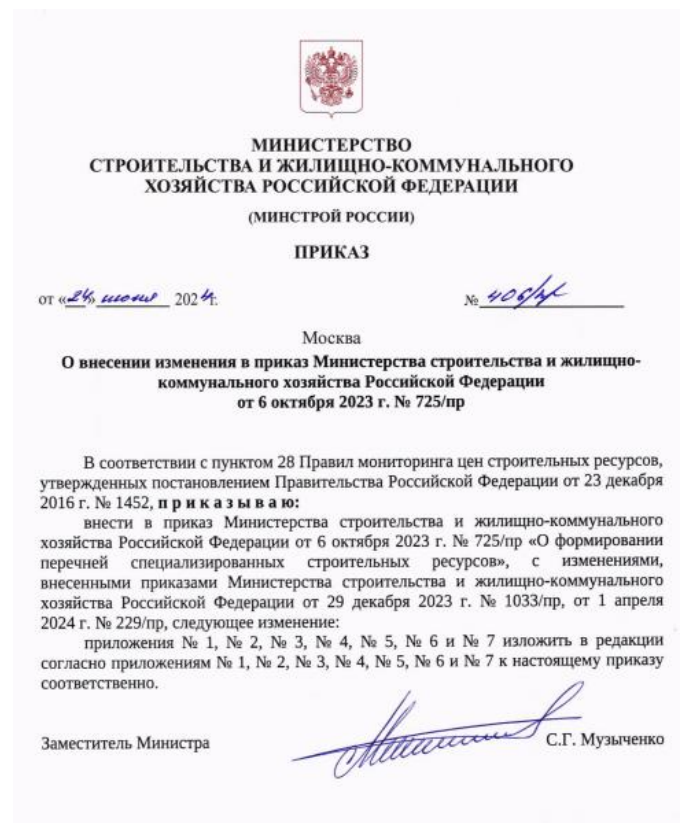 МИНИСТЕРСТВО
СТРОИТЕЛЬСТВА И ЖИЛИЩНО-КОММУНАЛЬНОГО
ХОЗЯЙСТВА РОССИЙСКОЙ ФЕДЕРАЦИИ
(МИНСТРОЙ РОССИИ)
ПРИКАЗ
от «24» июня 2024г. № 406/пр
Москва
О внесении изменения в приказ Министерства строительства и жилищно-
коммунального хозяйства Российской Федерации
от 6 октября 2023 г. № 725/пр
В соответствии с пунктом 28 Правил мониторинга цен строительных ресурсов,
утвержденных постановлением Правительства Российской Федерации от 23 декабря
2016 г. № 1452, п р и к а з ы в а ю:
внести в приказ Министерства строительства и жилищно-коммунального
хозяйства Российской Федерации от 6 октября 2023 г. № 725/пр «О формировании
перечней специализированных строительных ресурсов», с изменениями,
внесенными приказами Министерства строительства и жилищно-коммунального
хозяйства Российской Федерации от 29 декабря 2023 г. № 1033/пр, от 1 апреля
2024 г. № 229/пр, следующее изменение:
приложения № 1, № 2, № 3, № 4, № 5, № 6 и № 7 изложить в редакции
согласно приложениям № 1, № 2, № 3, № 4, № 5, № 6 и № 7 к настоящему приказу
соответственно.
Заместитель Министра С.Г. Музыченко